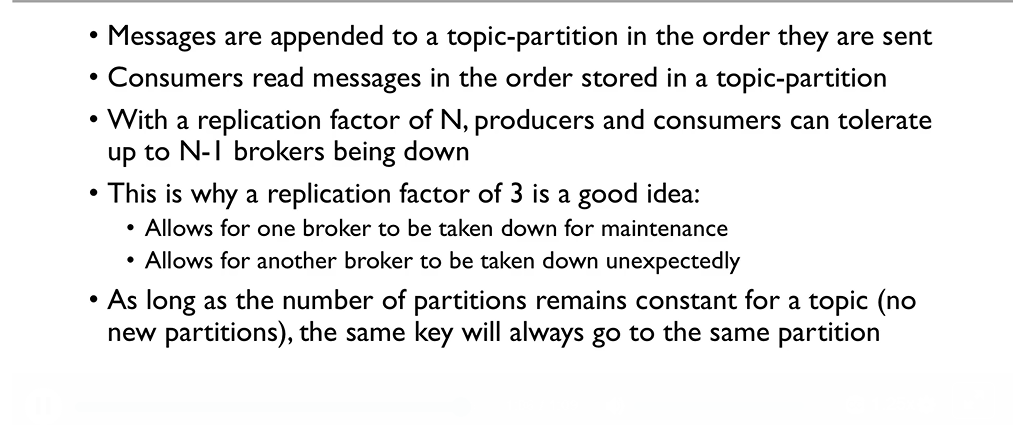 • Messages are appended to a topic-partition in the order they are sent
• Consumers read messages in the order stored in a topic-partition
• With a replication factor of N, producers and consumers can tolerate
up to N-1 brokers being down
• This is why a replication factor of 3 is a good idea:
• Allows for one broker to be taken down for maintenance
• Allows for another broker to be taken down unexpectedly
• As long as the number of partitions remains constant for a topic (no
new partitions), the same key will always go to the same partition